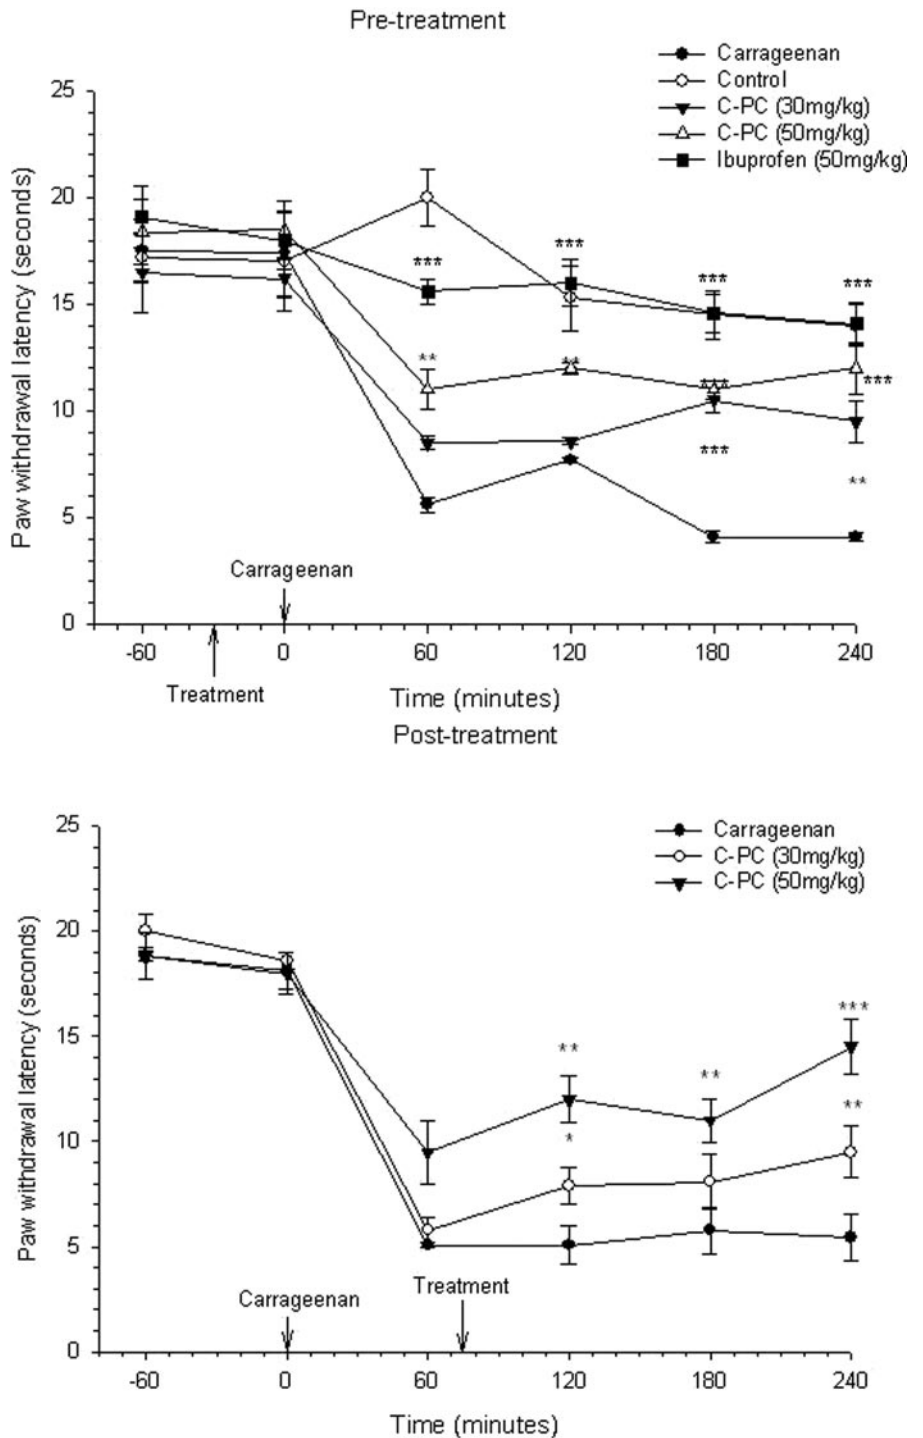 Pre-treatment
Carrageenan
Control
C-PC (30mg/kg)
C-PC (50mg/kg)
Ibuprofen (50mg/kg)
Paw withdrawal latency (seconds)
25
20
15
10
5
0
*** *** *** ***
** ** *** ***
*** **
Carrageenan
-60 0 60 120 180 240
Treatment
Time (minutes)
Post-treatment
Carrageenan
C-PC (30mg/kg)
C-PC (50mg/kg)
Paw withdrawal latency (seconds)
25
20
15
10
5
0
** ** ***
* **
Carrageenan
Treatment
-60 0 60 120 180 240
Time (minutes)